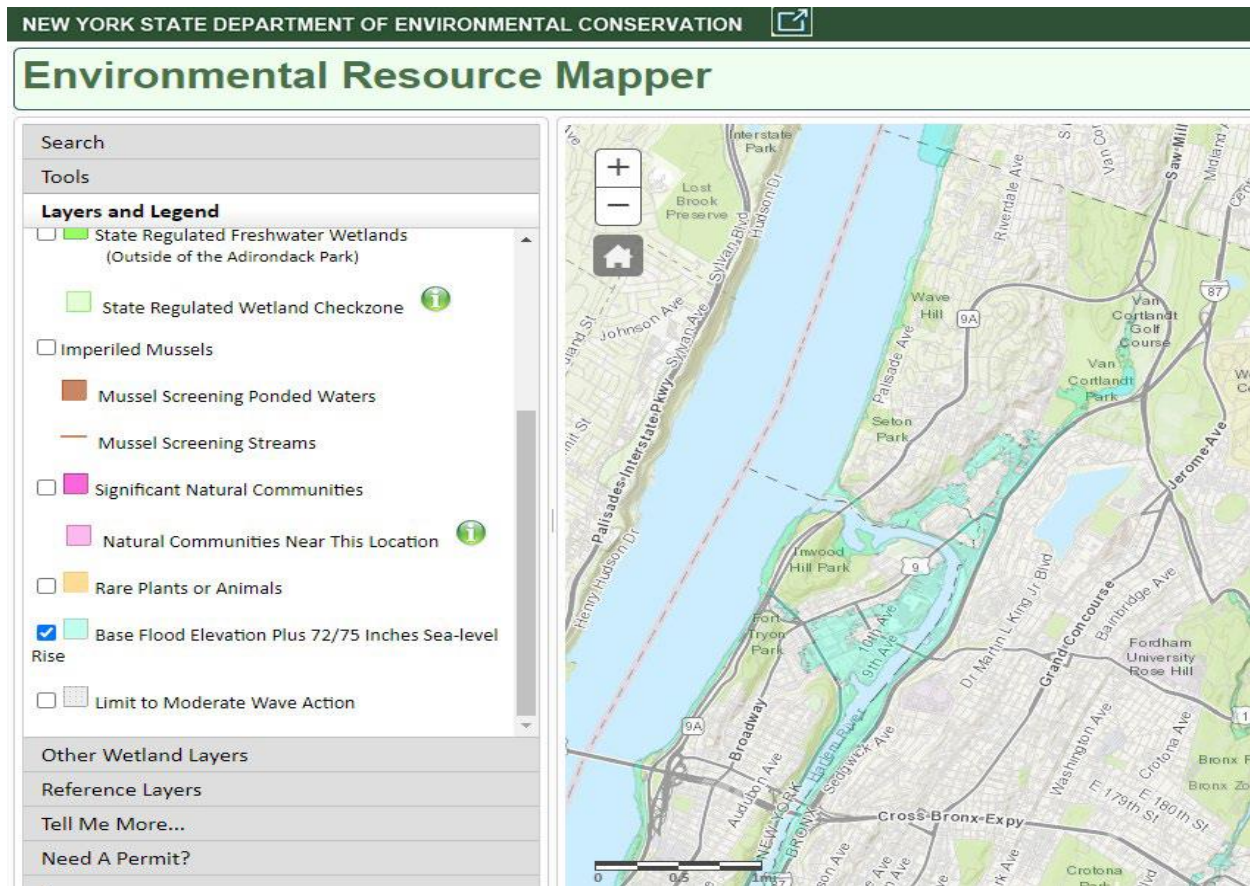 NEW YORK STATE DEPARTMENT OF ENVIRONMENTAL CONSERVATION
Environmental Resource Mapper
Search
Tools
Layers and Legend
State Regulated Freshwater Wetlands
(Outside of the Adirondack Park)
State Regulated Wetland Checkzone
Imperiled Mussels
Mussel Screening Ponded Waters
Mussel Screening Streams
Significant Natural Communities
Natural Communities Near This Location
Rare Plants or Animals
Base Flood Elevation Plus 72/75 Inches Sea-level
Rise
Limit to Moderate Wave Action
Other Wetland Layers
Reference Layers
Tell Me More...
Need A Permit?
+
−
Interstate
Park
Lost
Brook
Preserve
Hudson Dr
Sylvan Blvd
Sylvan Ave
Johnson Ave
Palisades-Interstate-Pkwy
Henry Hudson Dr
Riverdale Ave
Saw Mill
Midland
Wave
Hill
9A
87
Van
Cortlandt
Golf
Course
Van
Cortlandt
Park
Palisade Ave
Seton
Park
Jerome Ave
Inwood
Hill Park
9
Fort
Tryon
Park
10th Ave
9th Ave
Dr Martin L King Jr Blvd
Grand Concourse
Bainbridge Ave
Fordham
University
Rose Hill
9A
Broadway
Audubon Ave
Harlem River
Sedgwick Ave
NEW YORK
BRONX
Washington Ave
Crotona Ave
E 179th St
E 180th St
Cross-Bronx-Expy
Crotona
0
0.5
1mi